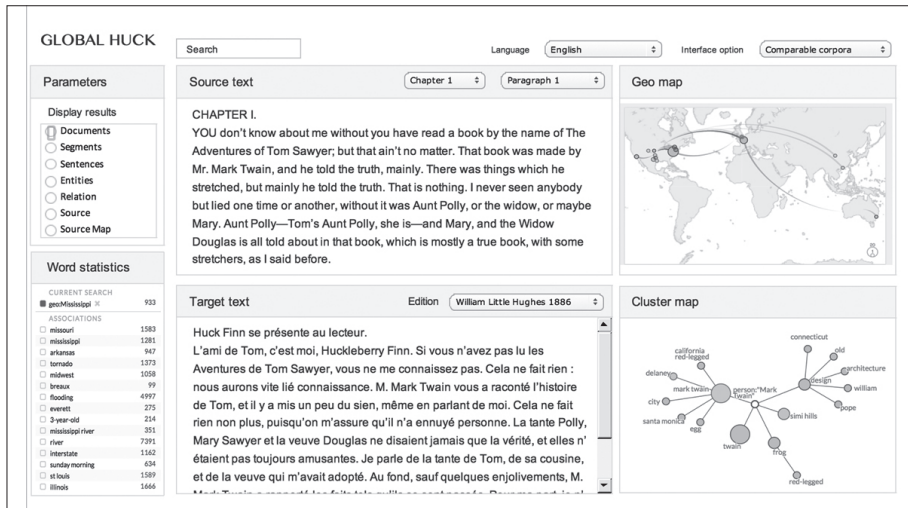 GLOBAL HUCK
Search
Language English
Interface option Comparable corpora
Parameters
Display results
Documents
Segments
Sentences
Entities
Relation
Source
Source Map
Word statistics
CURRENT SEARCH
geo:Mississippi 933
ASSOCIATIONS
missouri 1583
mississippi 1281
arkansas 947
tornado 1373
midwest 1058
breaux 99
flooding 4997
everett 275
3-year-old 214
mississippi river 351
river 7391
interstate 1162
sunday morning 634
st louis 1589
illinois 1666
Source text
Chapter 1
Paragraph 1
CHAPTER I.
YOU don't know about me without you have read a book by the name of The
Adventures of Tom Sawyer; but that ain't no matter. That book was made by
Mr. Mark Twain, and he told the truth, mainly. There was things which he
stretched, but mainly he told the truth. That is nothing. I never seen anybody
but lied one time or another, without it was Aunt Polly, or the widow, or maybe
Mary. Aunt Polly—Tom's Aunt Polly, she is—and Mary, and the Widow
Douglas is all told about in that book, which is mostly a true book, with some
stretchers, as I said before.
Target text
Edition William Little Hughes 1886
Huck Finn se présente au lecteur.
L'ami de Tom, c'est moi, Huckleberry Finn. Si vous n'avez pas lu les
Aventures de Tom Sawyer, vous ne me connaissez pas. Cela ne fait rien :
nous aurons vite lié connaissance. M. Mark Twain vous a raconté l'histoire
de Tom, et il y a mis un peu du sien, même en parlant de moi. Cela ne fait
rien non plus, puisqu'on m'assure qu'il n'a ennuyé personne. La tante Polly,
Mary Sawyer et la veuve Douglas ne disaient jamais que la vérité, et elles n'
étaient pas toujours amusantes. Je parle de la tante de Tom, de sa cousine,
et de la veuve qui m'avait adopté. Au fond, sauf quelques enjolivements, M.
Geo map
Cluster map
connecticut
california
red-legged
old
delaney
architecture
mark twain
person:"Mark
Twain"
design
william
city
pope
santa monica
simi hills
egg
twain
frog
red-legged